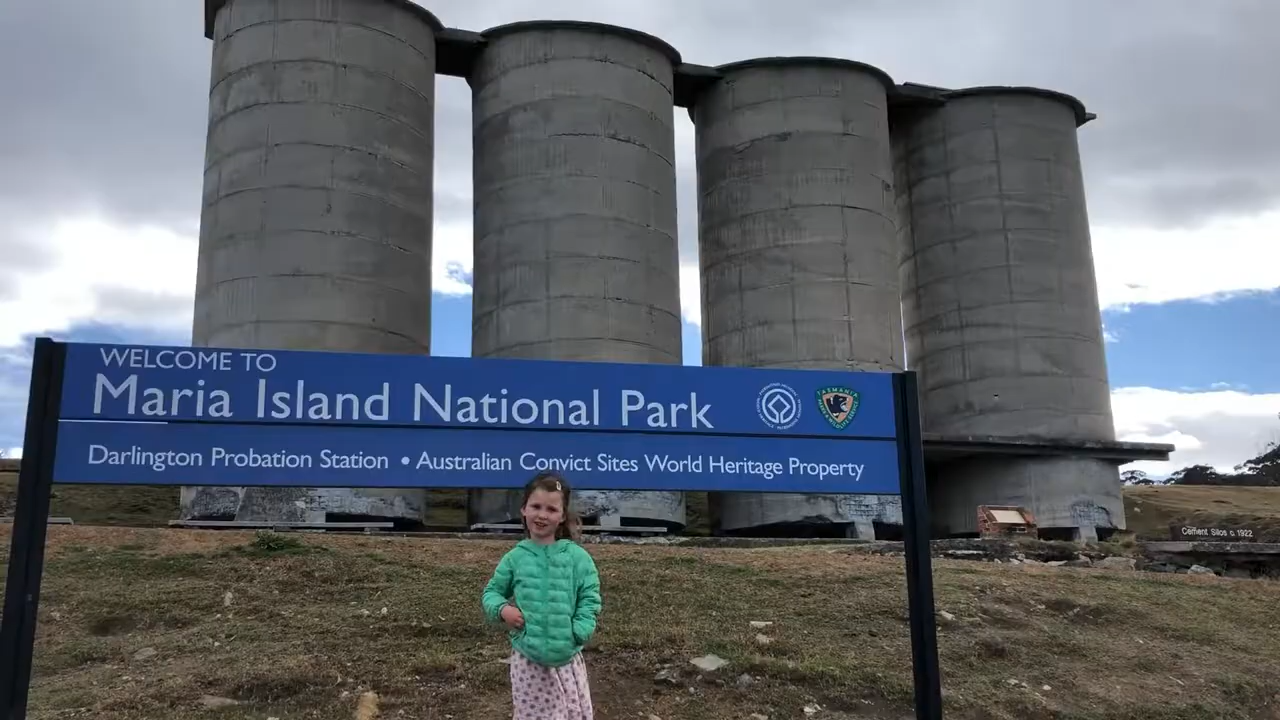 WELCOME TO
Maria Island National Park
Darlington Probation Station • Australian Convict Sites World Heritage Property
Cement Silos c.1922